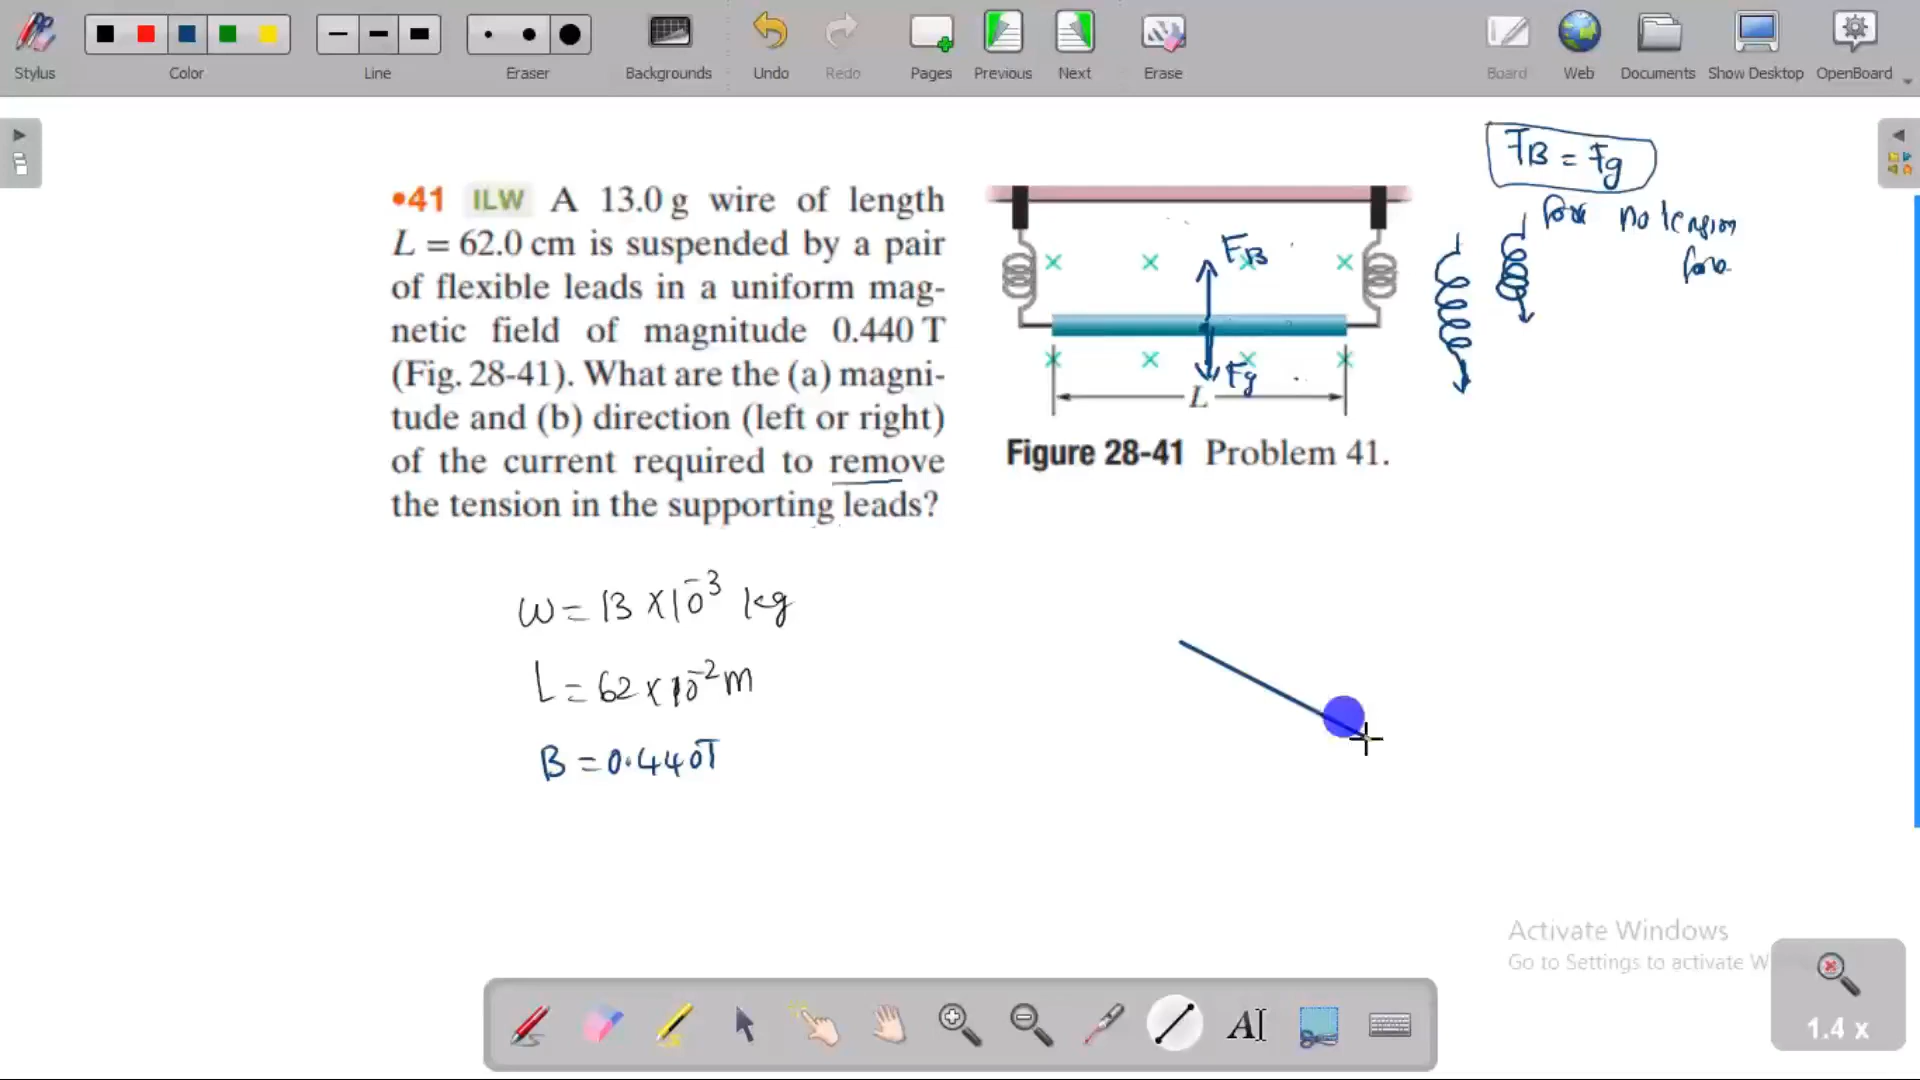 Stylus
Color
Line
Eraser
Backgrounds
Undo
Redo
Pages
Previous
Next
Erase
Board
Web
Documents
Show Desktop
OpenBoard
•41 ILW A 13.0 g wire of length
L = 62.0 cm is suspended by a pair
of flexible leads in a uniform mag-
netic field of magnitude 0.440 T
(Fig. 28-41). What are the (a) magni-
tude and (b) direction (left or right)
of the current required to remove
the tension in the supporting leads?
× × × ×
F_B
× × × ×
Fg
L
Figure 28-41 Problem 41.
F_B = Fg
for no tension
W = 13 × 10⁻³ kg
L = 62 × 10⁻² m
B = 0.440T
Activate Windows
Go to Settings to activate W
AI
1.4 x